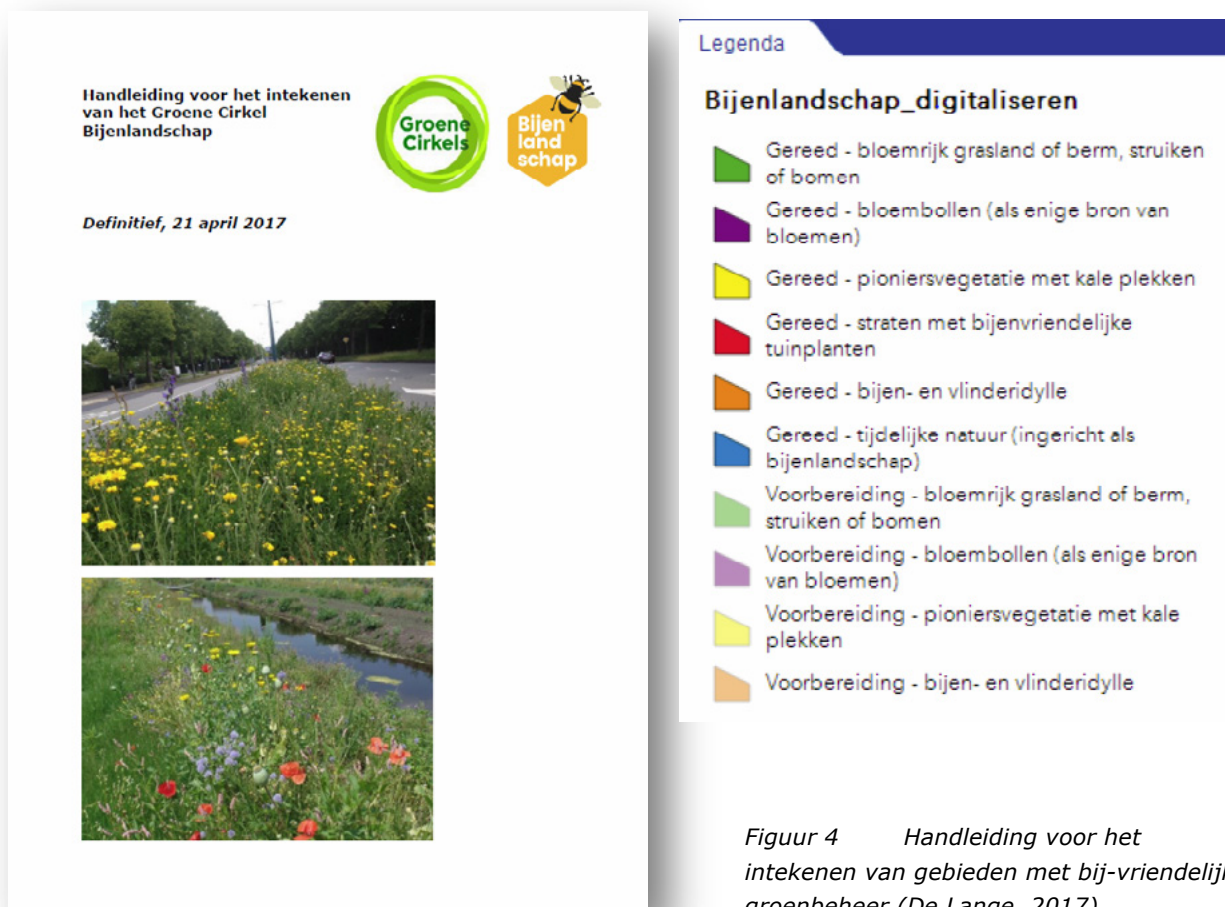 Handleiding voor het intekenen
van het Groene Cirkel
Bijenlandschap
Groene
Cirkels
Bijen
land
schap
Definitief, 21 april 2017
Legenda
Bijenlandschap_digitaliseren
Gereed - bloemrijk grasland of berm, struiken
of bomen
Gereed - bloembollen (als enige bron van
bloemen)
Gereed - pioniersvegetatie met kale plekken
Gereed - straten met bijenvriendelijke
tuinplanten
Gereed - bijen- en vlinderidylle
Gereed - tijdelijke natuur (ingericht als
bijenlandschap)
Voorbereiding - bloemrijk grasland of berm,
struiken of bomen
Voorbereiding - bloembollen (als enige bron
van bloemen)
Voorbereiding - pioniersvegetatie met kale
plekken
Voorbereiding - bijen- en vlinderidylle
Figuur 4 Handleiding voor het
intekenen van gebieden met
groenbeheer (De Lange, 2017)